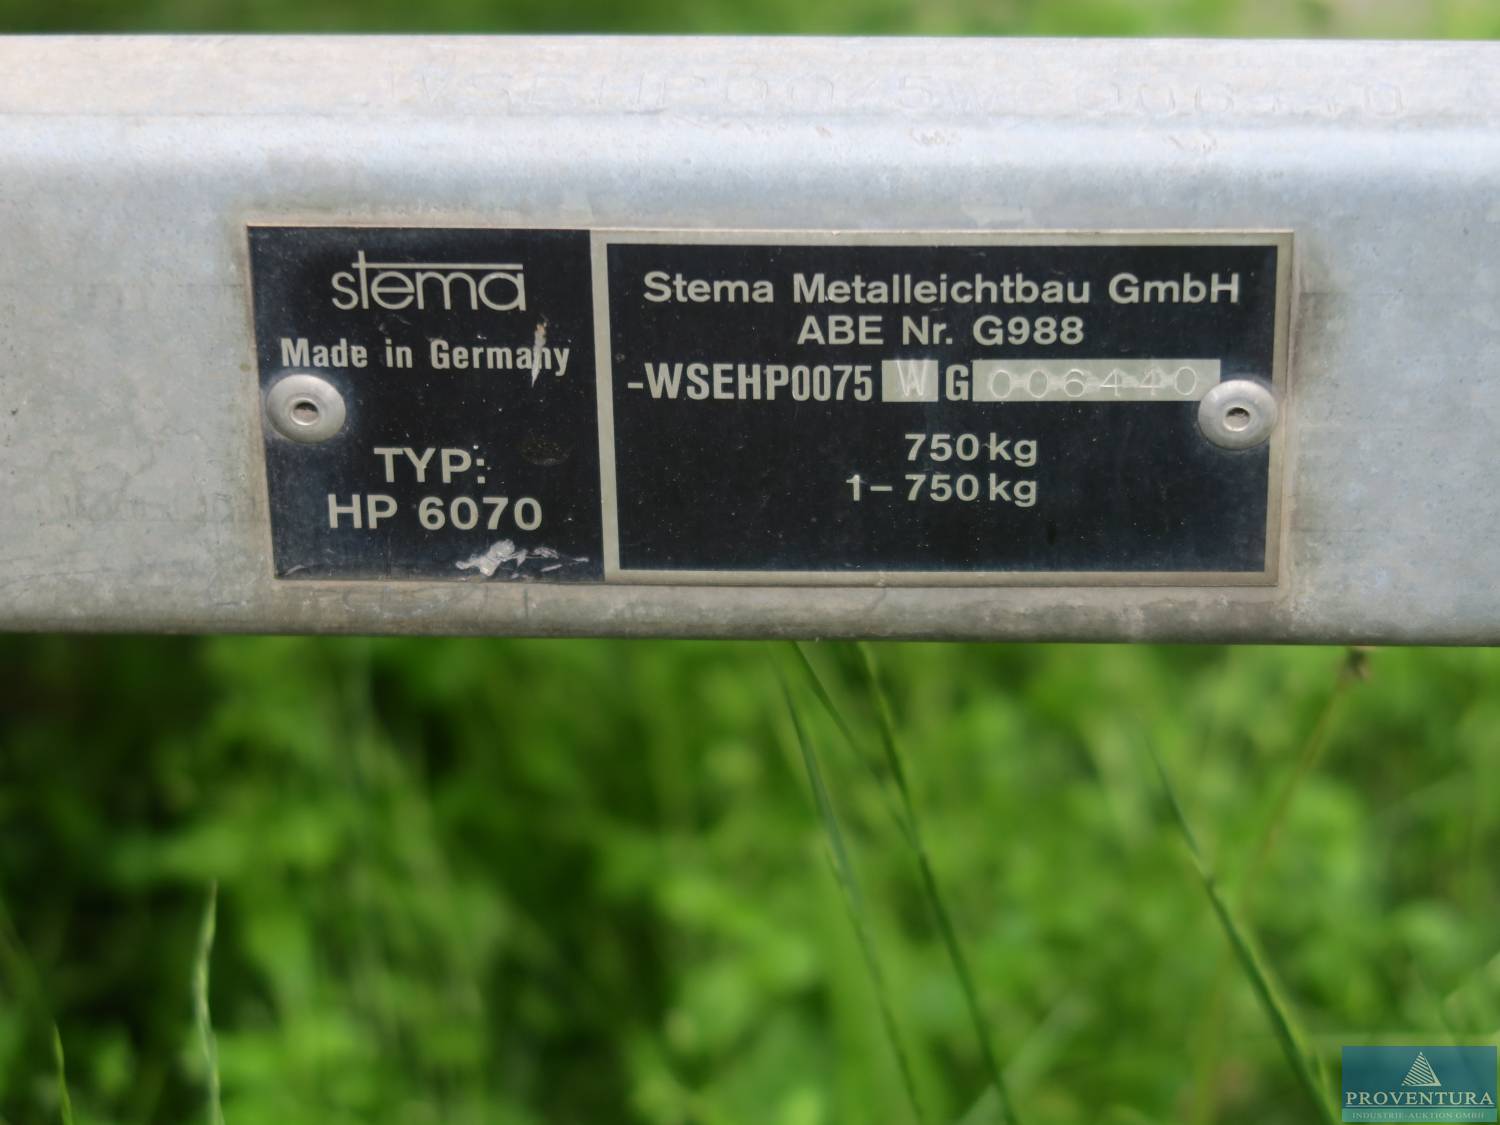 WSEHP0075WG006440
stema
Made in Germany
TYP:
HP 6070
Stema Metalleichtbau GmbH
ABE Nr. G988
-WSEHP0075 W G 006440
750 kg
1– 750 kg
PROVENTURA
INDUSTRIE-AUKTION GMBH